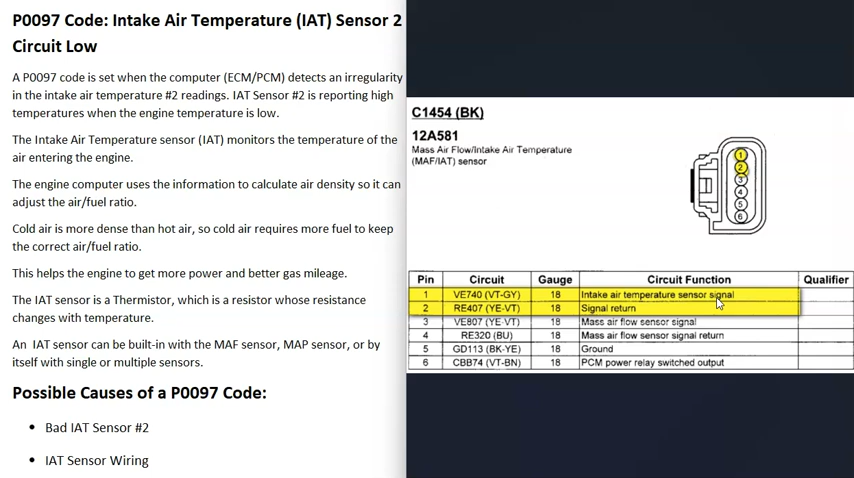 P0097 Code: Intake Air Temperature (IAT) Sensor 2
Circuit Low
A P0097 code is set when the computer (ECM/PCM) detects an irregularity
in the intake air temperature #2 readings. IAT Sensor #2 is reporting high
temperatures when the engine temperature is low.
The Intake Air Temperature sensor (IAT) monitors the temperature of the
air entering the engine.
The engine computer uses the information to calculate air density so it can
adjust the air/fuel ratio.
Cold air is more dense than hot air, so cold air requires more fuel to keep
the correct air/fuel ratio.
This helps the engine to get more power and better gas mileage.
The IAT sensor is a Thermistor, which is a resistor whose resistance
changes with temperature.
An IAT sensor can be built-in with the MAF sensor, MAP sensor, or by
itself with single or multiple sensors.
Possible Causes of a P0097 Code:
• Bad IAT Sensor #2
• IAT Sensor Wiring
C1454 (BK)
12A581
Mass Air Flow/Intake Air Temperature
(MAF/IAT) sensor
1
2
3
4
5
6
Pin Circuit Gauge Circuit Function Qualifier
1 VE740 (VT-GY) 18 Intake air temperature sensor signal
2 RE407 (YE-VT) 18 Signal return
3 VE807 (YE-VT) 18 Mass air flow sensor signal
4 RE320 (BU) 18 Mass air flow sensor signal return
5 GD113 (BK-YE) 18 Ground
6 CBB74 (VT-BN) 18 PCM power relay switched output